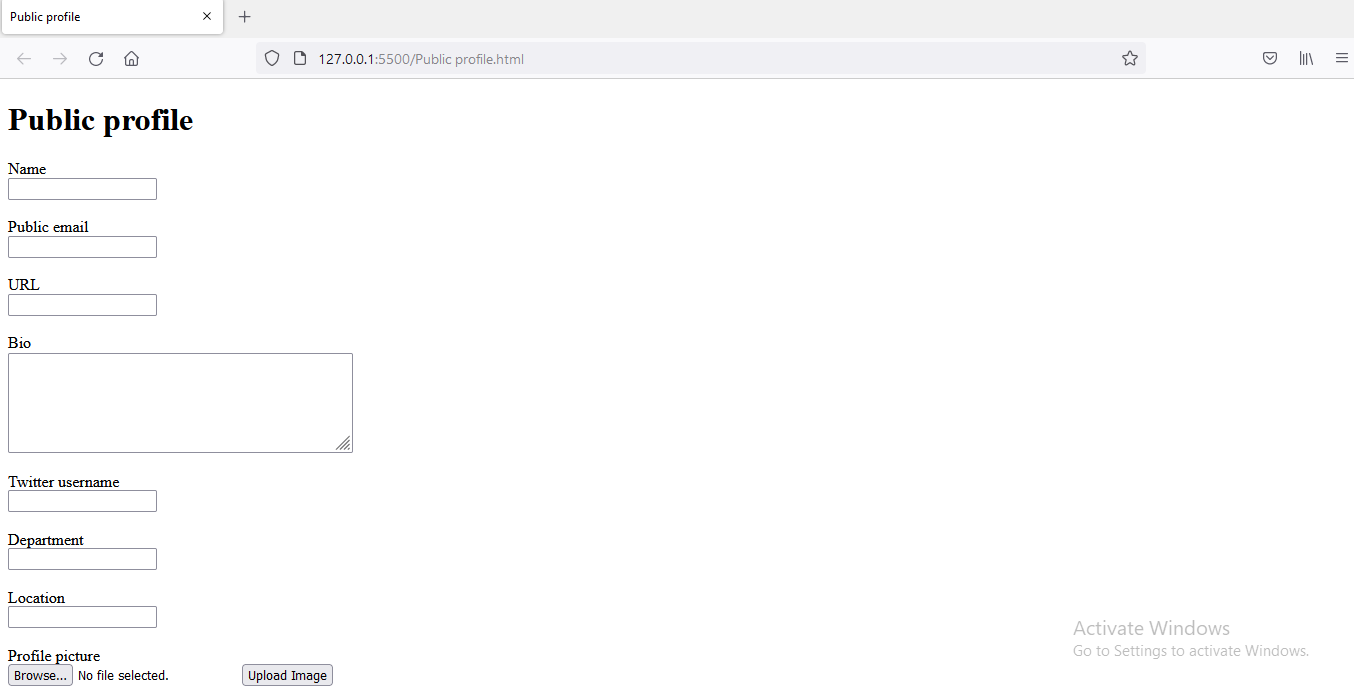 Public profile
127.0.0.1:5500/Public profile.html
Public profile
Name
Public email
URL
Bio
Twitter username
Department
Location
Activate Windows
Go to Settings to activate Windows.
Profile picture
Browse... No file selected. Upload Image